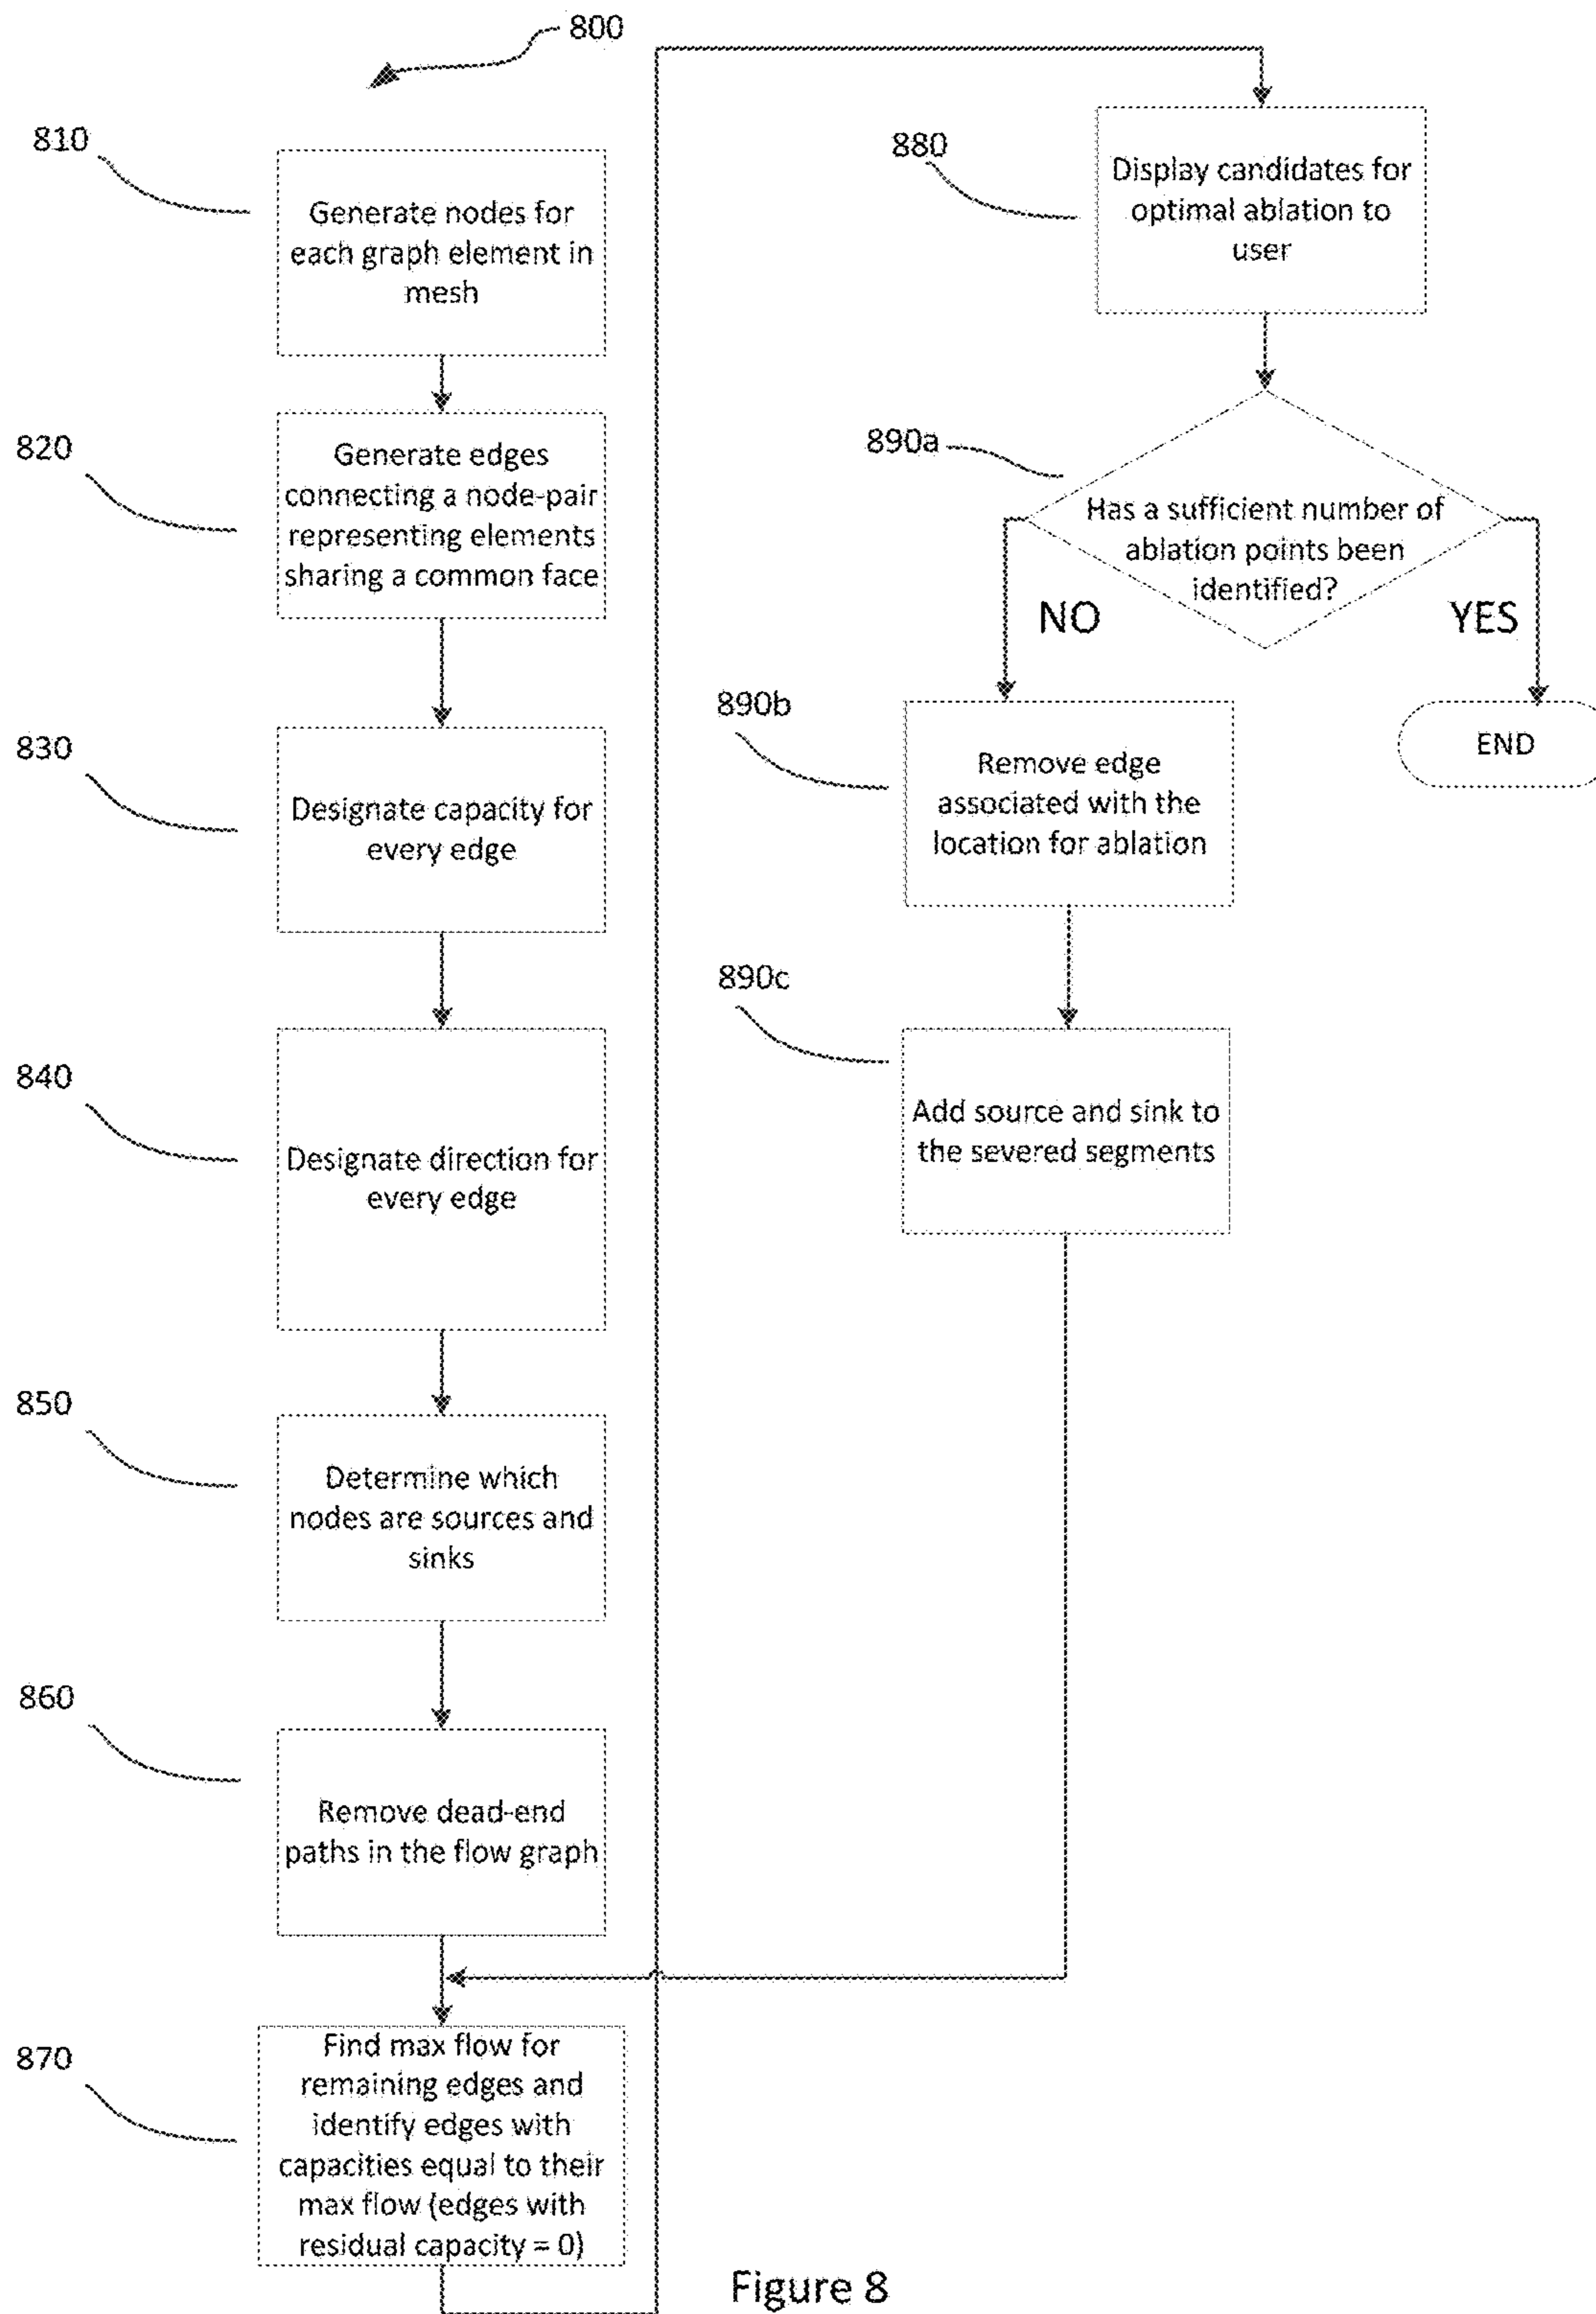 800
810
Generate nodes for
each graph element in
mesh
820
Generate edges
connecting a node-pair
representing elements
sharing a common face
830
Designate capacity for
every edge
840
Designate direction for
every edge
850
Determine which
nodes are sources and
sinks
860
Remove dead-end
paths in the flow graph
870
Find max flow for
remaining edges and
identify edges with
capacities equal to their
max flow (edges with
residual capacity = 0)
880
Display candidates for
optimal ablation to
user
890a
Has a sufficient number of
ablation points been
identified?
NO
YES
890b
Remove edge
associated with the
location for ablation
END
890c
Add source and sink to
the severed segments
Figure 8